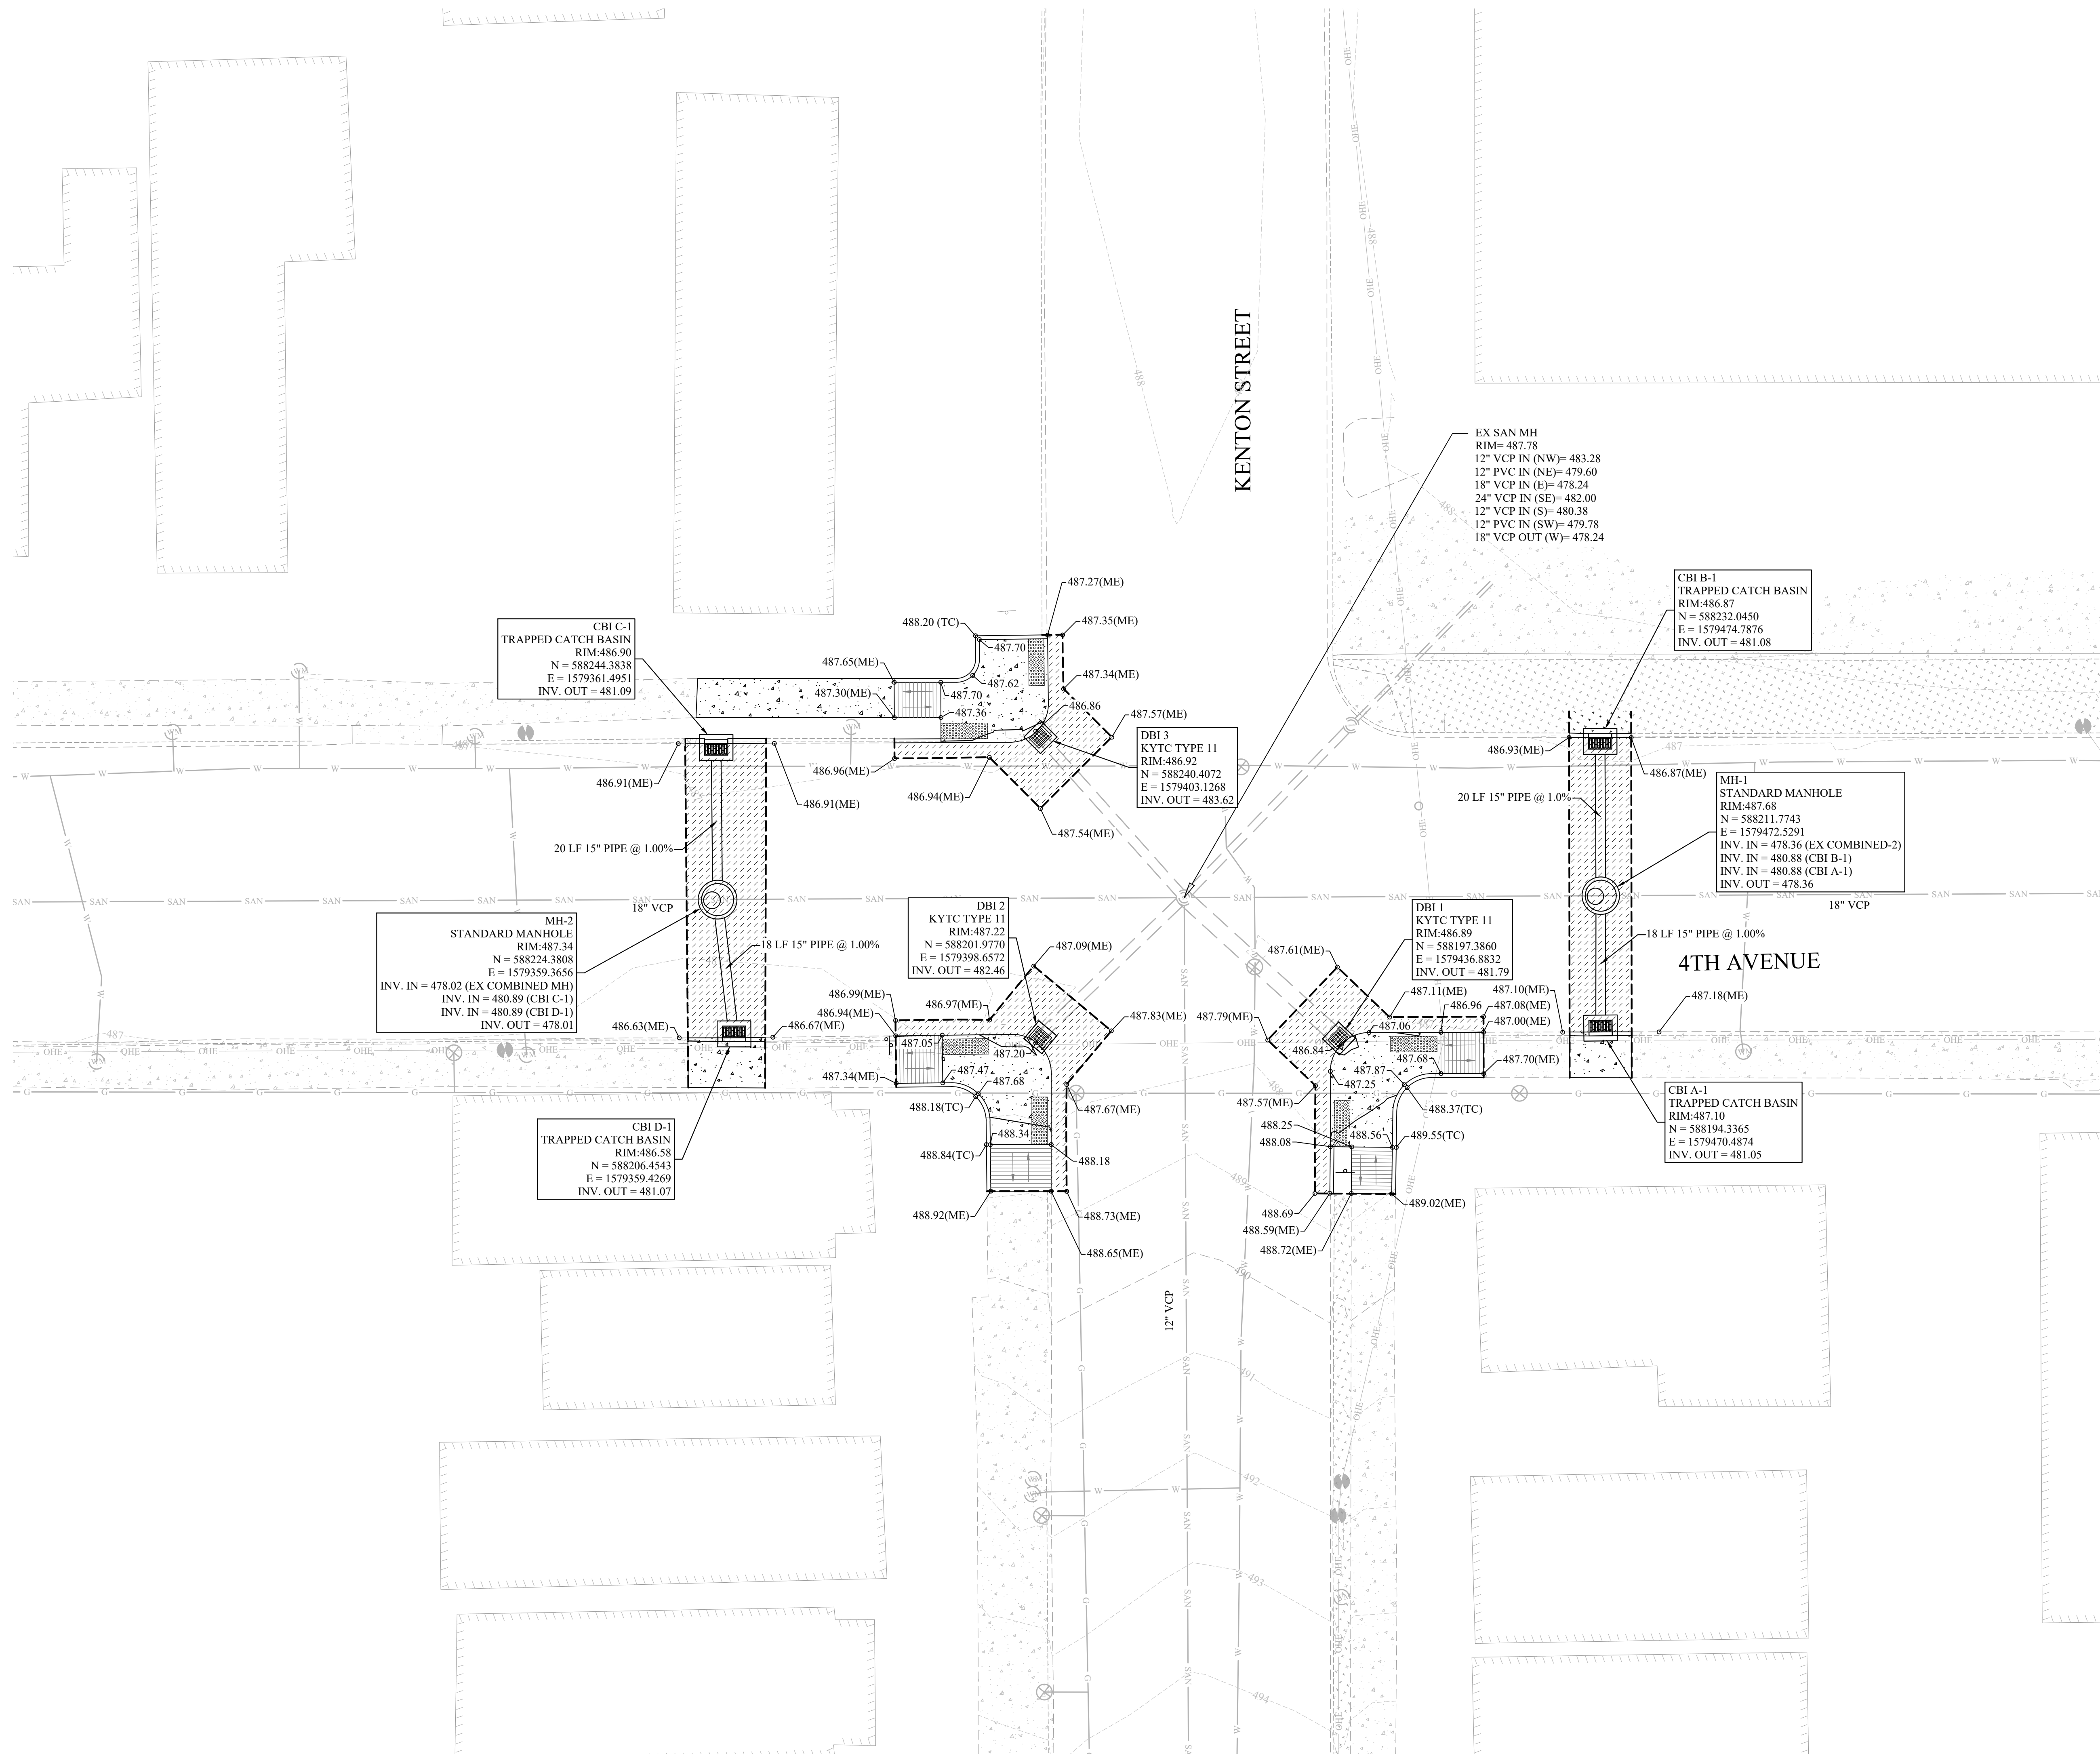 KENTON STREET
4TH AVENUE
EX SAN MH
RIM= 487.78
12" VCP IN (NW)= 483.28
12" PVC IN (NE)= 479.60
18" VCP IN (E)= 478.24
24" VCP IN (SE)= 482.00
12" VCP IN (S)= 480.38
12" PVC IN (SW)= 479.78
18" VCP OUT (W)= 478.24
CBI B-1
TRAPPED CATCH BASIN
RIM:486.87
N = 588232.0450
E = 1579474.7876
INV. OUT = 481.08
CBI C-1
TRAPPED CATCH BASIN
RIM:486.90
N = 588244.3838
E = 1579361.4951
INV. OUT = 481.09
487.27(ME)
487.35(ME)
488.20 (TC)
487.70
487.65(ME)
487.62
487.34(ME)
487.30(ME)
487.70
487.36
486.86
487.57(ME)
486.96(ME)
486.94(ME)
487.54(ME)
DBI 3
KYTC TYPE 11
RIM:486.92
N = 588240.4072
E = 1579403.1268
INV. OUT = 483.62
486.91(ME)
486.91(ME)
20 LF 15" PIPE @ 1.00%
18" VCP
18 LF 15" PIPE @ 1.00%
486.93(ME)
486.87(ME)
20 LF 15" PIPE @ 1.0%
MH-1
STANDARD MANHOLE
RIM:487.68
N = 588211.7743
E = 1579472.5291
INV. IN = 478.36 (EX COMBINED-2)
INV. IN = 480.88 (CBI B-1)
INV. IN = 480.88 (CBI A-1)
INV. OUT = 478.36
18" VCP
18 LF 15" PIPE @ 1.00%
MH-2
STANDARD MANHOLE
RIM:487.34
N = 588224.3808
E = 1579359.3656
INV. IN = 478.02 (EX COMBINED MH)
INV. IN = 480.89 (CBI C-1)
INV. IN = 480.89 (CBI D-1)
INV. OUT = 478.01
DBI 2
KYTC TYPE 11
RIM:487.22
N = 588201.9770
E = 1579398.6572
INV. OUT = 482.46
DBI 1
KYTC TYPE 11
RIM:486.89
N = 588197.3860
E = 1579436.8832
INV. OUT = 481.79
487.09(ME)
486.99(ME)
486.97(ME)
486.94(ME)
487.83(ME)
487.05
487.20
487.34(ME)
487.47
487.68
488.18(TC)
487.67(ME)
488.34
488.84(TC)
488.18
488.92(ME)
488.73(ME)
488.65(ME)
486.63(ME)
486.67(ME)
487.61(ME)
487.79(ME)
487.11(ME)
486.96
487.08(ME)
487.00(ME)
487.10(ME)
487.18(ME)
487.06
486.84
487.68
487.70(ME)
487.87
487.25
487.57(ME)
488.37(TC)
488.25
488.08
488.56
489.55(TC)
488.69
488.59(ME)
488.72(ME)
489.02(ME)
CBI D-1
TRAPPED CATCH BASIN
RIM:486.58
N = 588206.4543
E = 1579359.4269
INV. OUT = 481.07
CBI A-1
TRAPPED CATCH BASIN
RIM:487.10
N = 588194.3365
E = 1579470.4874
INV. OUT = 481.05
12" VCP
488
488
488
487
487
489
490
491
492
493
494
SAN
OHE
W
G
WM